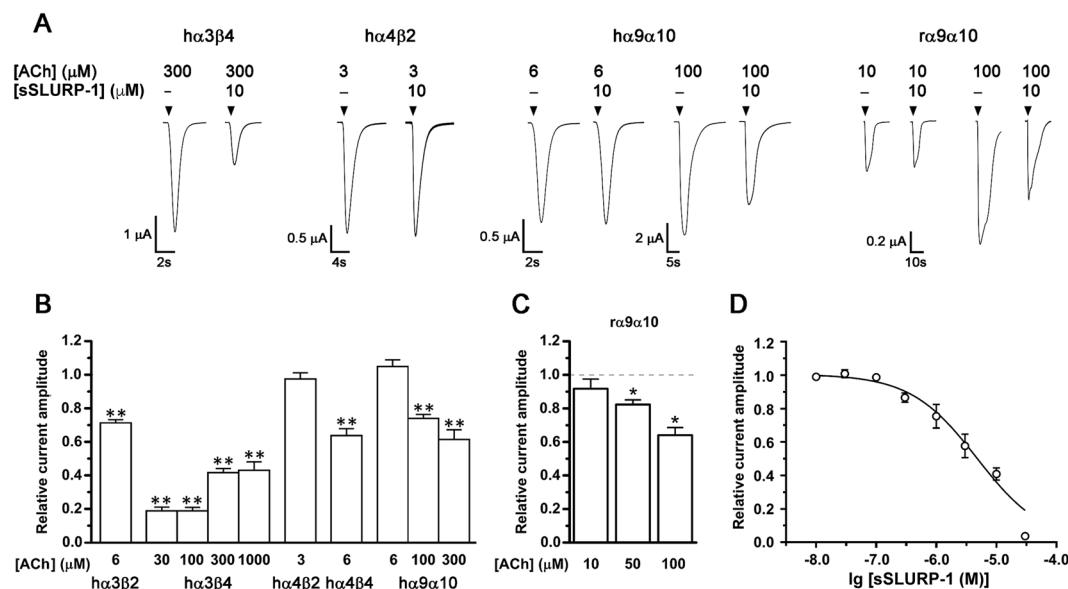 A
hα3β4 hα4β2 hα9α10 rα9α10
[ACh] (μM) 300 300 3 3 6 6 100 100 10 10 100 100
[sSLURP-1] (μM) – 10 – 10 – 10 – 10 – 10 – 10
1 μA
2s
0.5 μA
4s
0.5 μA
2s
2 μA
5s
0.2 μA
10s
B
Relative current amplitude
1.2
1.0
0.8
0.6
0.4
0.2
0.0
** ** ** ** ** ** ** **
[ACh] (μM) 6 30 100 300 1000 3 6 6 100 300
hα3β2 hα3β4 hα4β2 hα4β4 hα9α10
C
rα9α10
Relative current amplitude
1.2
1.0
0.8
0.6
0.4
0.2
0.0
* *
[ACh] (μM) 10 50 100
D
Relative current amplitude
1.2
1.0
0.8
0.6
0.4
0.2
0.0
-8.0 -7.0 -6.0 -5.0 -4.0
lg [sSLURP-1 (M)]